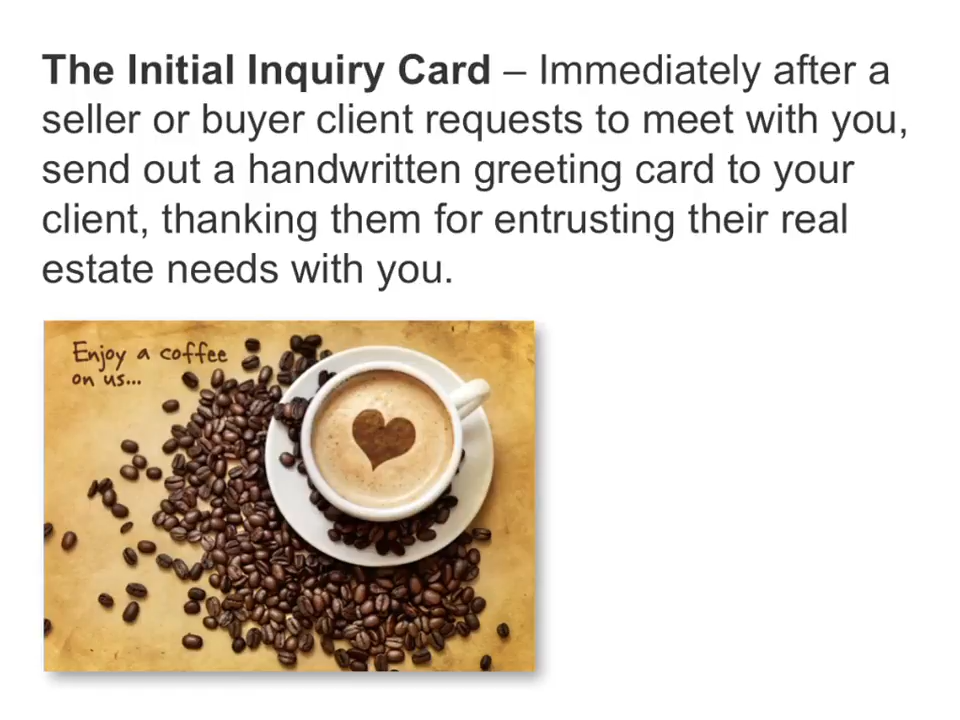 The Initial Inquiry Card – Immediately after a
seller or buyer client requests to meet with you,
send out a handwritten greeting card to your
client, thanking them for entrusting their real
estate needs with you.
Enjoy a coffee
on us...